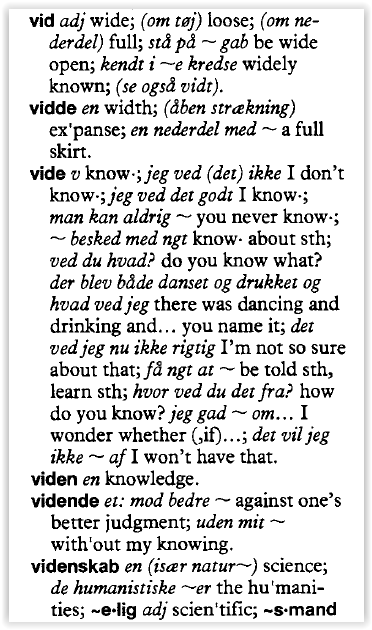 vid adj wide; (om tøj) loose; (om ne-
derdel) full; stå på ~ gab be wide
open; kendt i ~e kredse widely
known; (se også vidt).
vidde en width; (åben strækning)
ex'panse; en nederdel med ~ a full
skirt.
vide v know·; jeg ved (det) ikke I don't
know·; jeg ved det godt I know·;
man kan aldrig ~ you never know·;
~ besked med ngt know· about sth;
ved du hvad? do you know what?
der blev både danset og drukket og
hvad ved jeg there was dancing and
drinking and... you name it; det
ved jeg nu ikke rigtig I'm not so sure
about that; få ngt at ~ be told sth,
learn sth; hvor ved du det fra? how
do you know? jeg gad ~ om... I
wonder whether (,if)...; det vil jeg
ikke ~ af I won't have that.
viden en knowledge.
vidende et: mod bedre ~ against one's
better judgment; uden mit ~
with'out my knowing.
videnskab en (især natur~) science;
de humanistiske ~er the hu'mani-
ties; ~e·lig adj scien'tific; ~s·mand